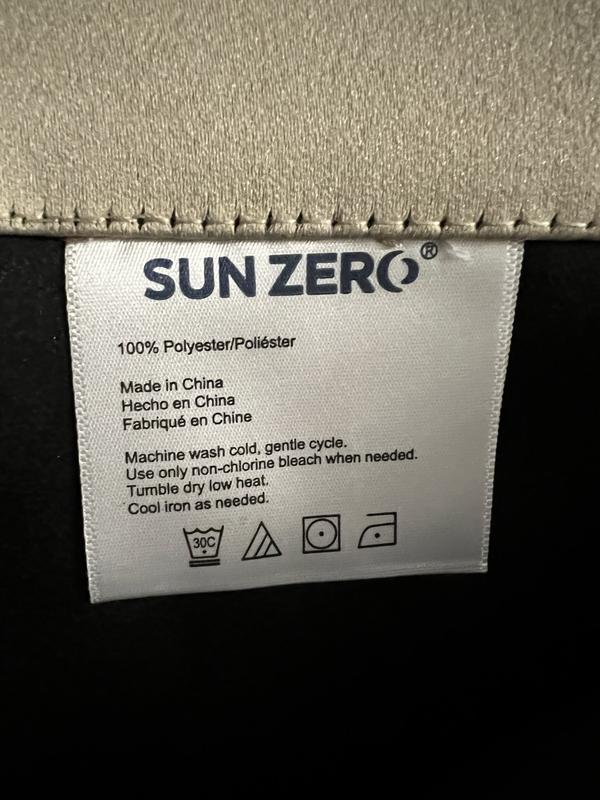 SUN ZERO®
100% Polyester/Poliéster
Made in China
Hecho en China
Fabriqué en Chine
Machine wash cold, gentle cycle.
Use only non-chlorine bleach when needed.
Tumble dry low heat.
Cool iron as needed.
30C